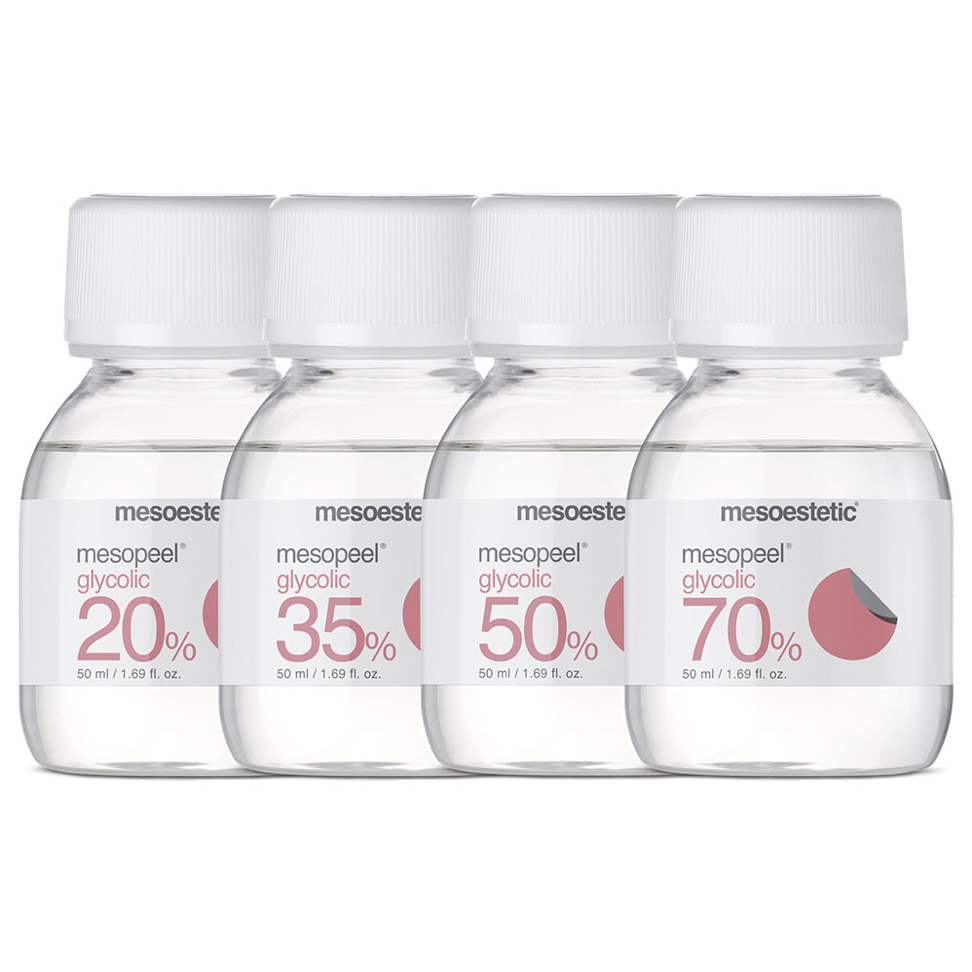 mesoeste
mesopeel®
glycolic
20%
50 ml / 1.69 fl. oz.
mesoeste
mesopeel®
glycolic
35%
50 ml / 1.69 fl. oz.
mesoeste
mesopeel®
glycolic
50%
50 ml / 1.69 fl. oz.
mesoestetic®
mesopeel®
glycolic
70%
50 ml / 1.69 fl. oz.